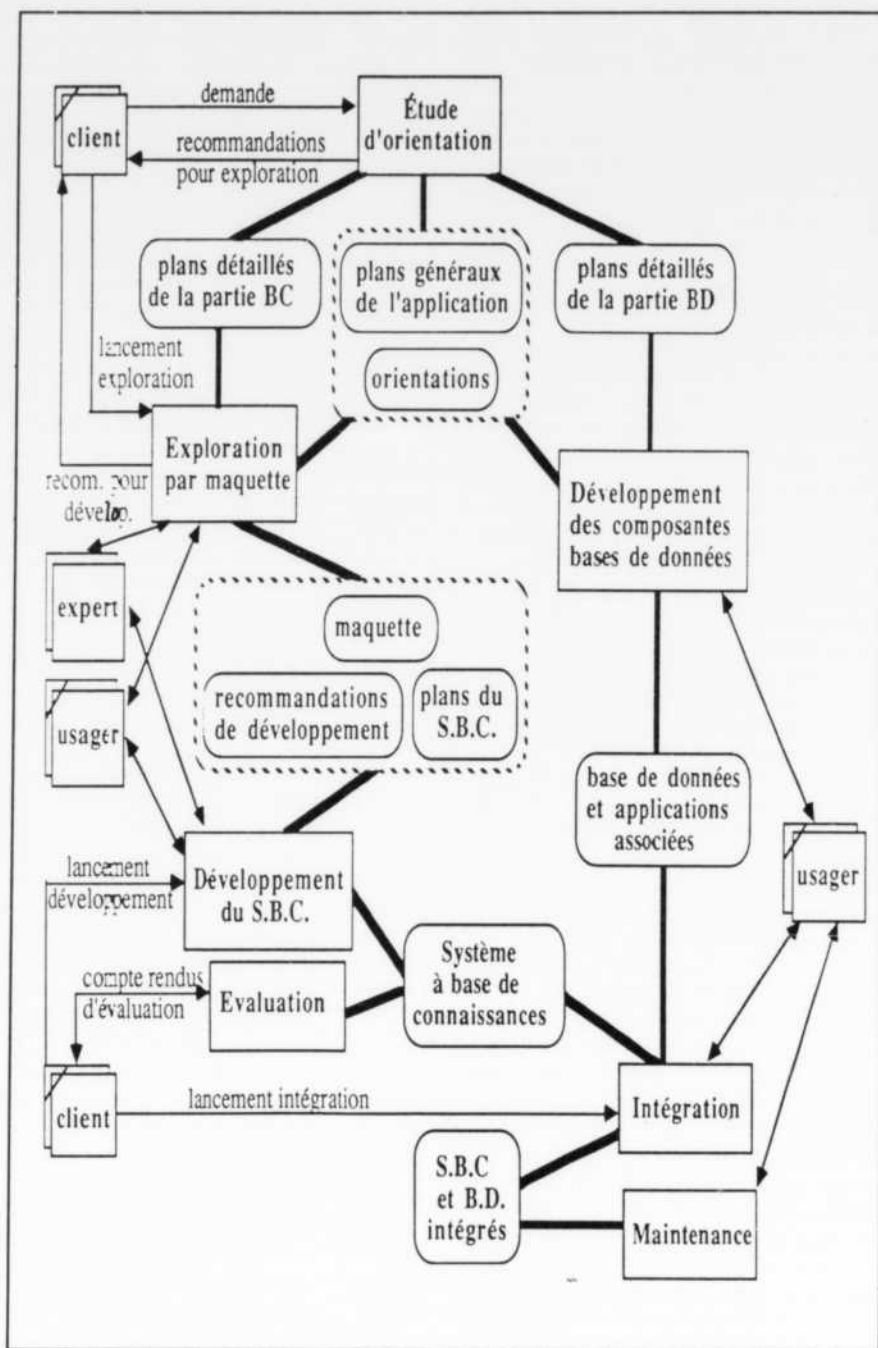 demande
client
Étude
d'orientation
recommandations
pour exploration
plans détaillés
de la partie BC
plans généraux
de l'application
plans détaillés
de la partie BD
orientations
lancement
exploration
Exploration
par maquette
recom. pour
dévelop.
Développement
des composantes
bases de données
expert
maquette
recommandations
de développement
plans du
S.B.C.
usager
base de données
et applications
associées
usager
lancement
développement
Développement
du S.B.C.
Système
à base de
connaissances
compte rendus
d'évaluation
Evaluation
client
lancement intégration
Intégration
S.B.C
et B.D.
intégrés
Maintenance